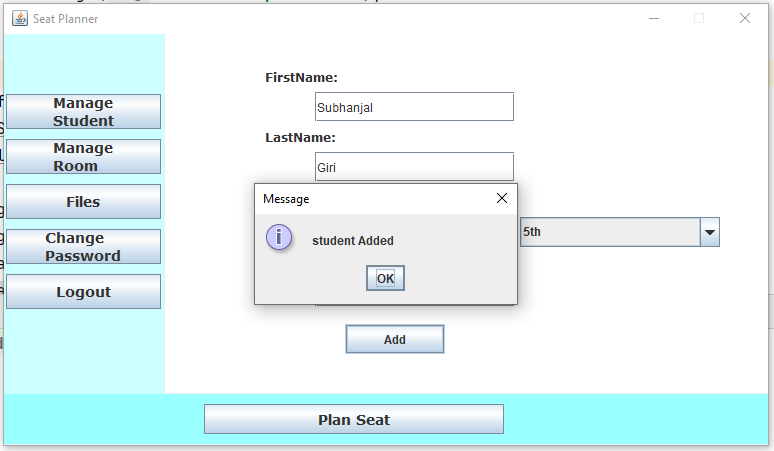 Seat Planner
FirstName:
Subhanjal
LastName:
Giri
Manage
Student
Manage
Room
Files
Change
Password
Logout
Message
student Added
OK
5th
Add
Plan Seat